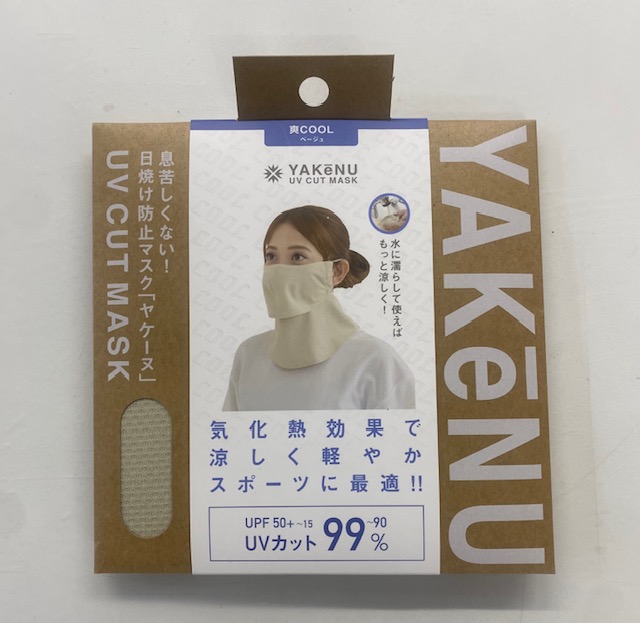 爽COOL
ベージュ
YAKēNU
UV CUT MASK
水に濡らして使えば
もっと涼しく！
気化熱効果で
涼しく軽やか
スポーツに最適!!
UPF 50+~15
UVカット 99~90%
息苦しくない！
日焼け防止マスク「ヤケーヌ」
UV CUT MASK
YAKēNU